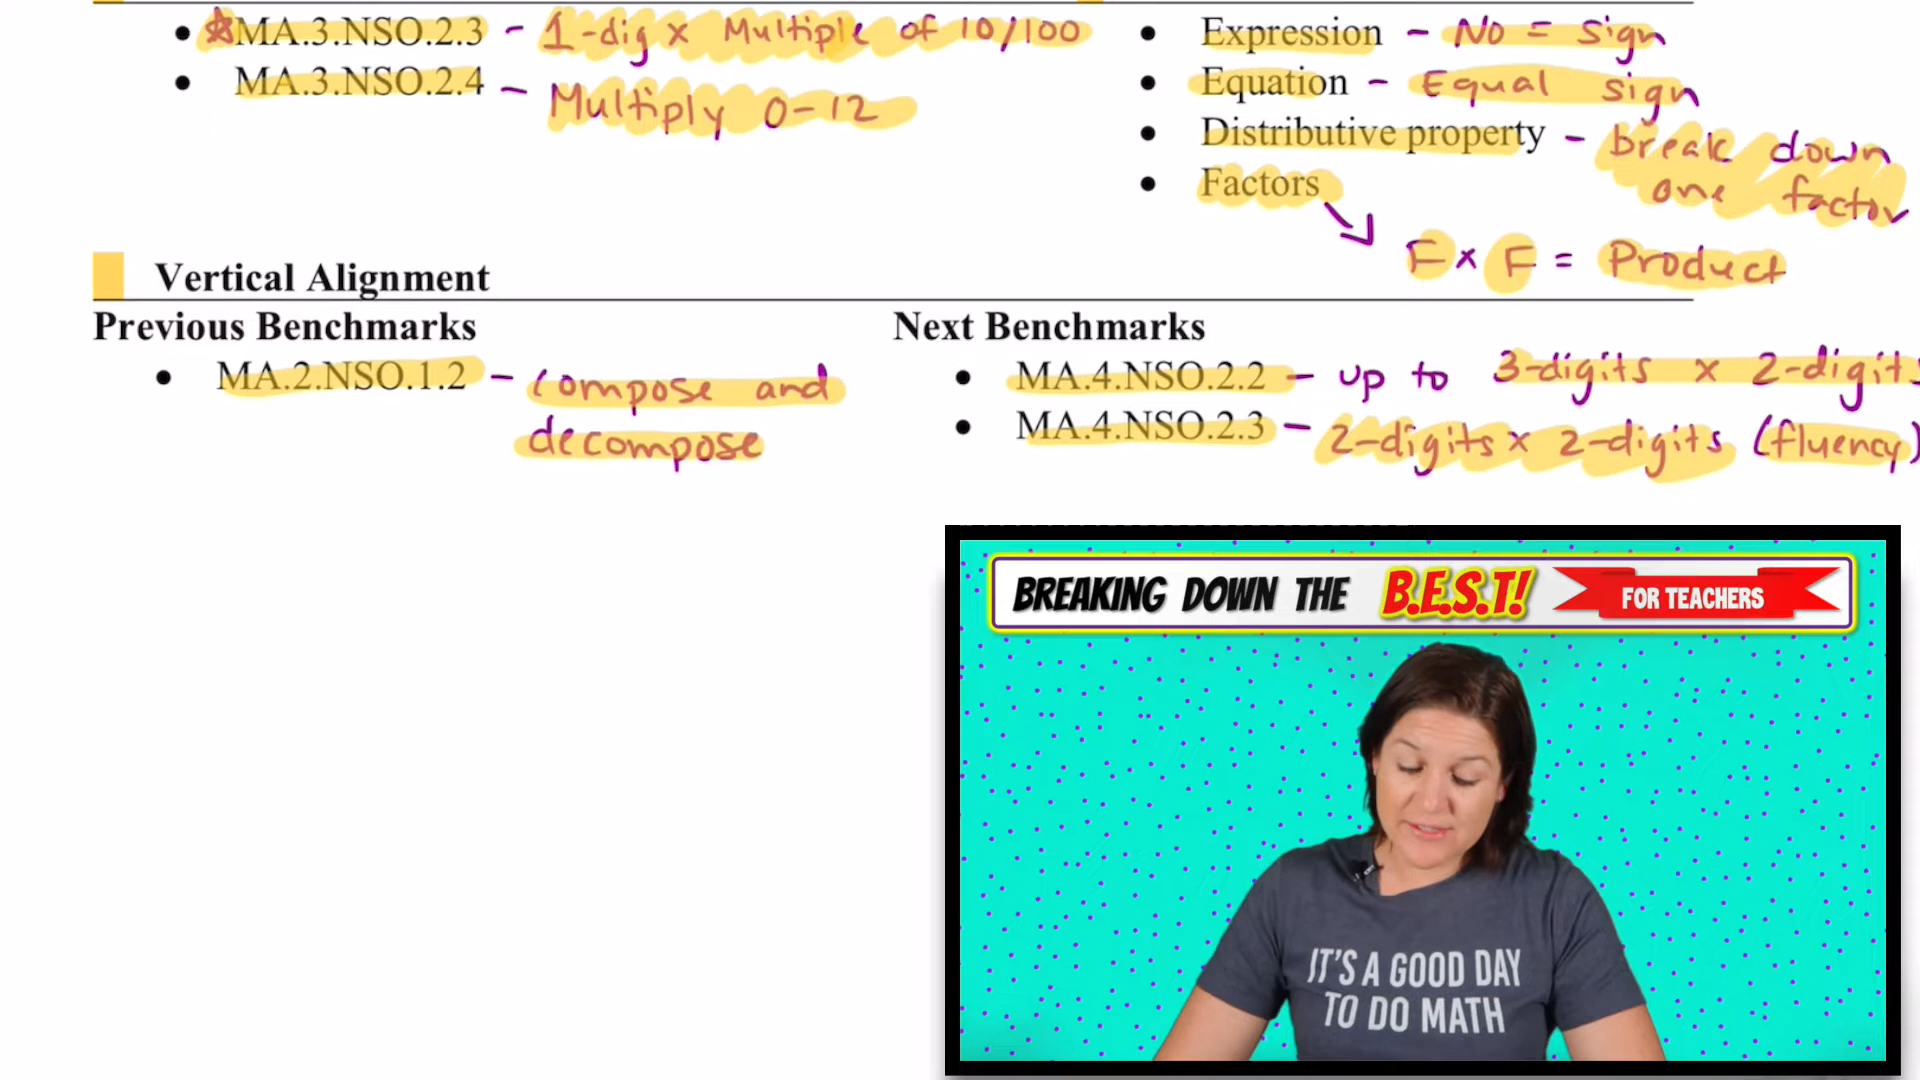 ☆MA.3.NSO.2.3 - 1-dig x Multiple of 10/100
MA.3.NSO.2.4 - Multiply 0-12
Expression - No = sign
Equation - Equal sign
Distributive property - break down
one factor
Factors
F x F = Product
Vertical Alignment
Previous Benchmarks
MA.2.NSO.1.2 - compose and
decompose
Next Benchmarks
MA.4.NSO.2.2 - up to 3-digits x 2-digits
MA.4.NSO.2.3 - 2-digits x 2-digits (fluency)
BREAKING DOWN THE B.E.S.T! FOR TEACHERS
IT'S A GOOD DAY
TO DO MATH